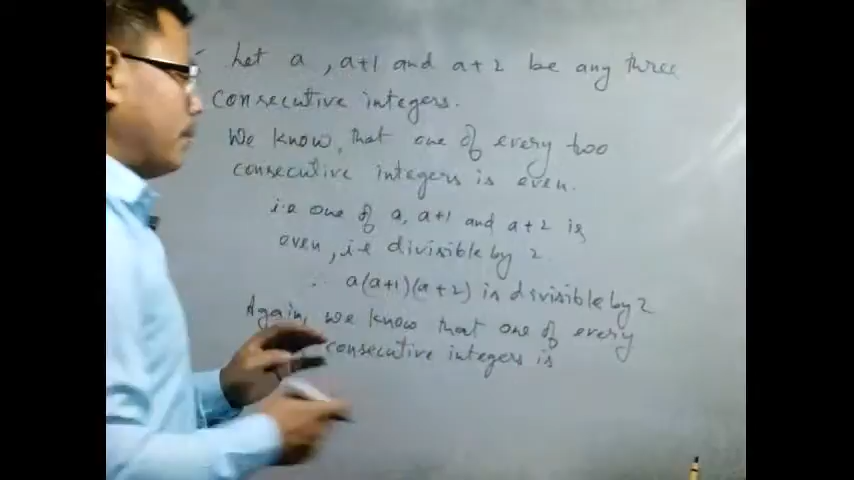 Let a, a+1 and a+2 be any three
consecutive integers.
We know, that one of every two
consecutive integers is even.
i.e one of a, a+1 and a+2 is
even, i.e divisible by 2
∴ a(a+1)(a+2) is divisible by 2
Again, we know that one of every
consecutive integers is